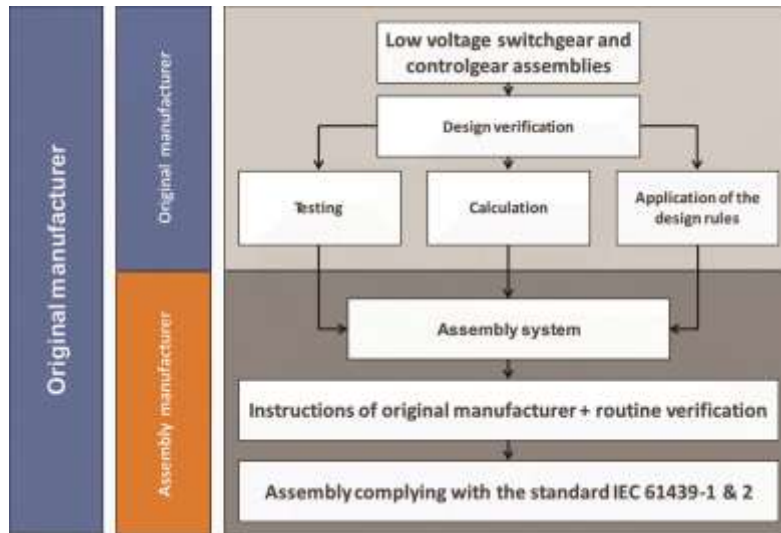 Original manufacturer
Original manufacturer
Assembly manufacturer
Low voltage switchgear and
controlgear assemblies
Design verification
Testing
Calculation
Application of the
design rules
Assembly system
Instructions of original manufacturer + routine verification
Assembly complying with the standard IEC 61439-1 & 2